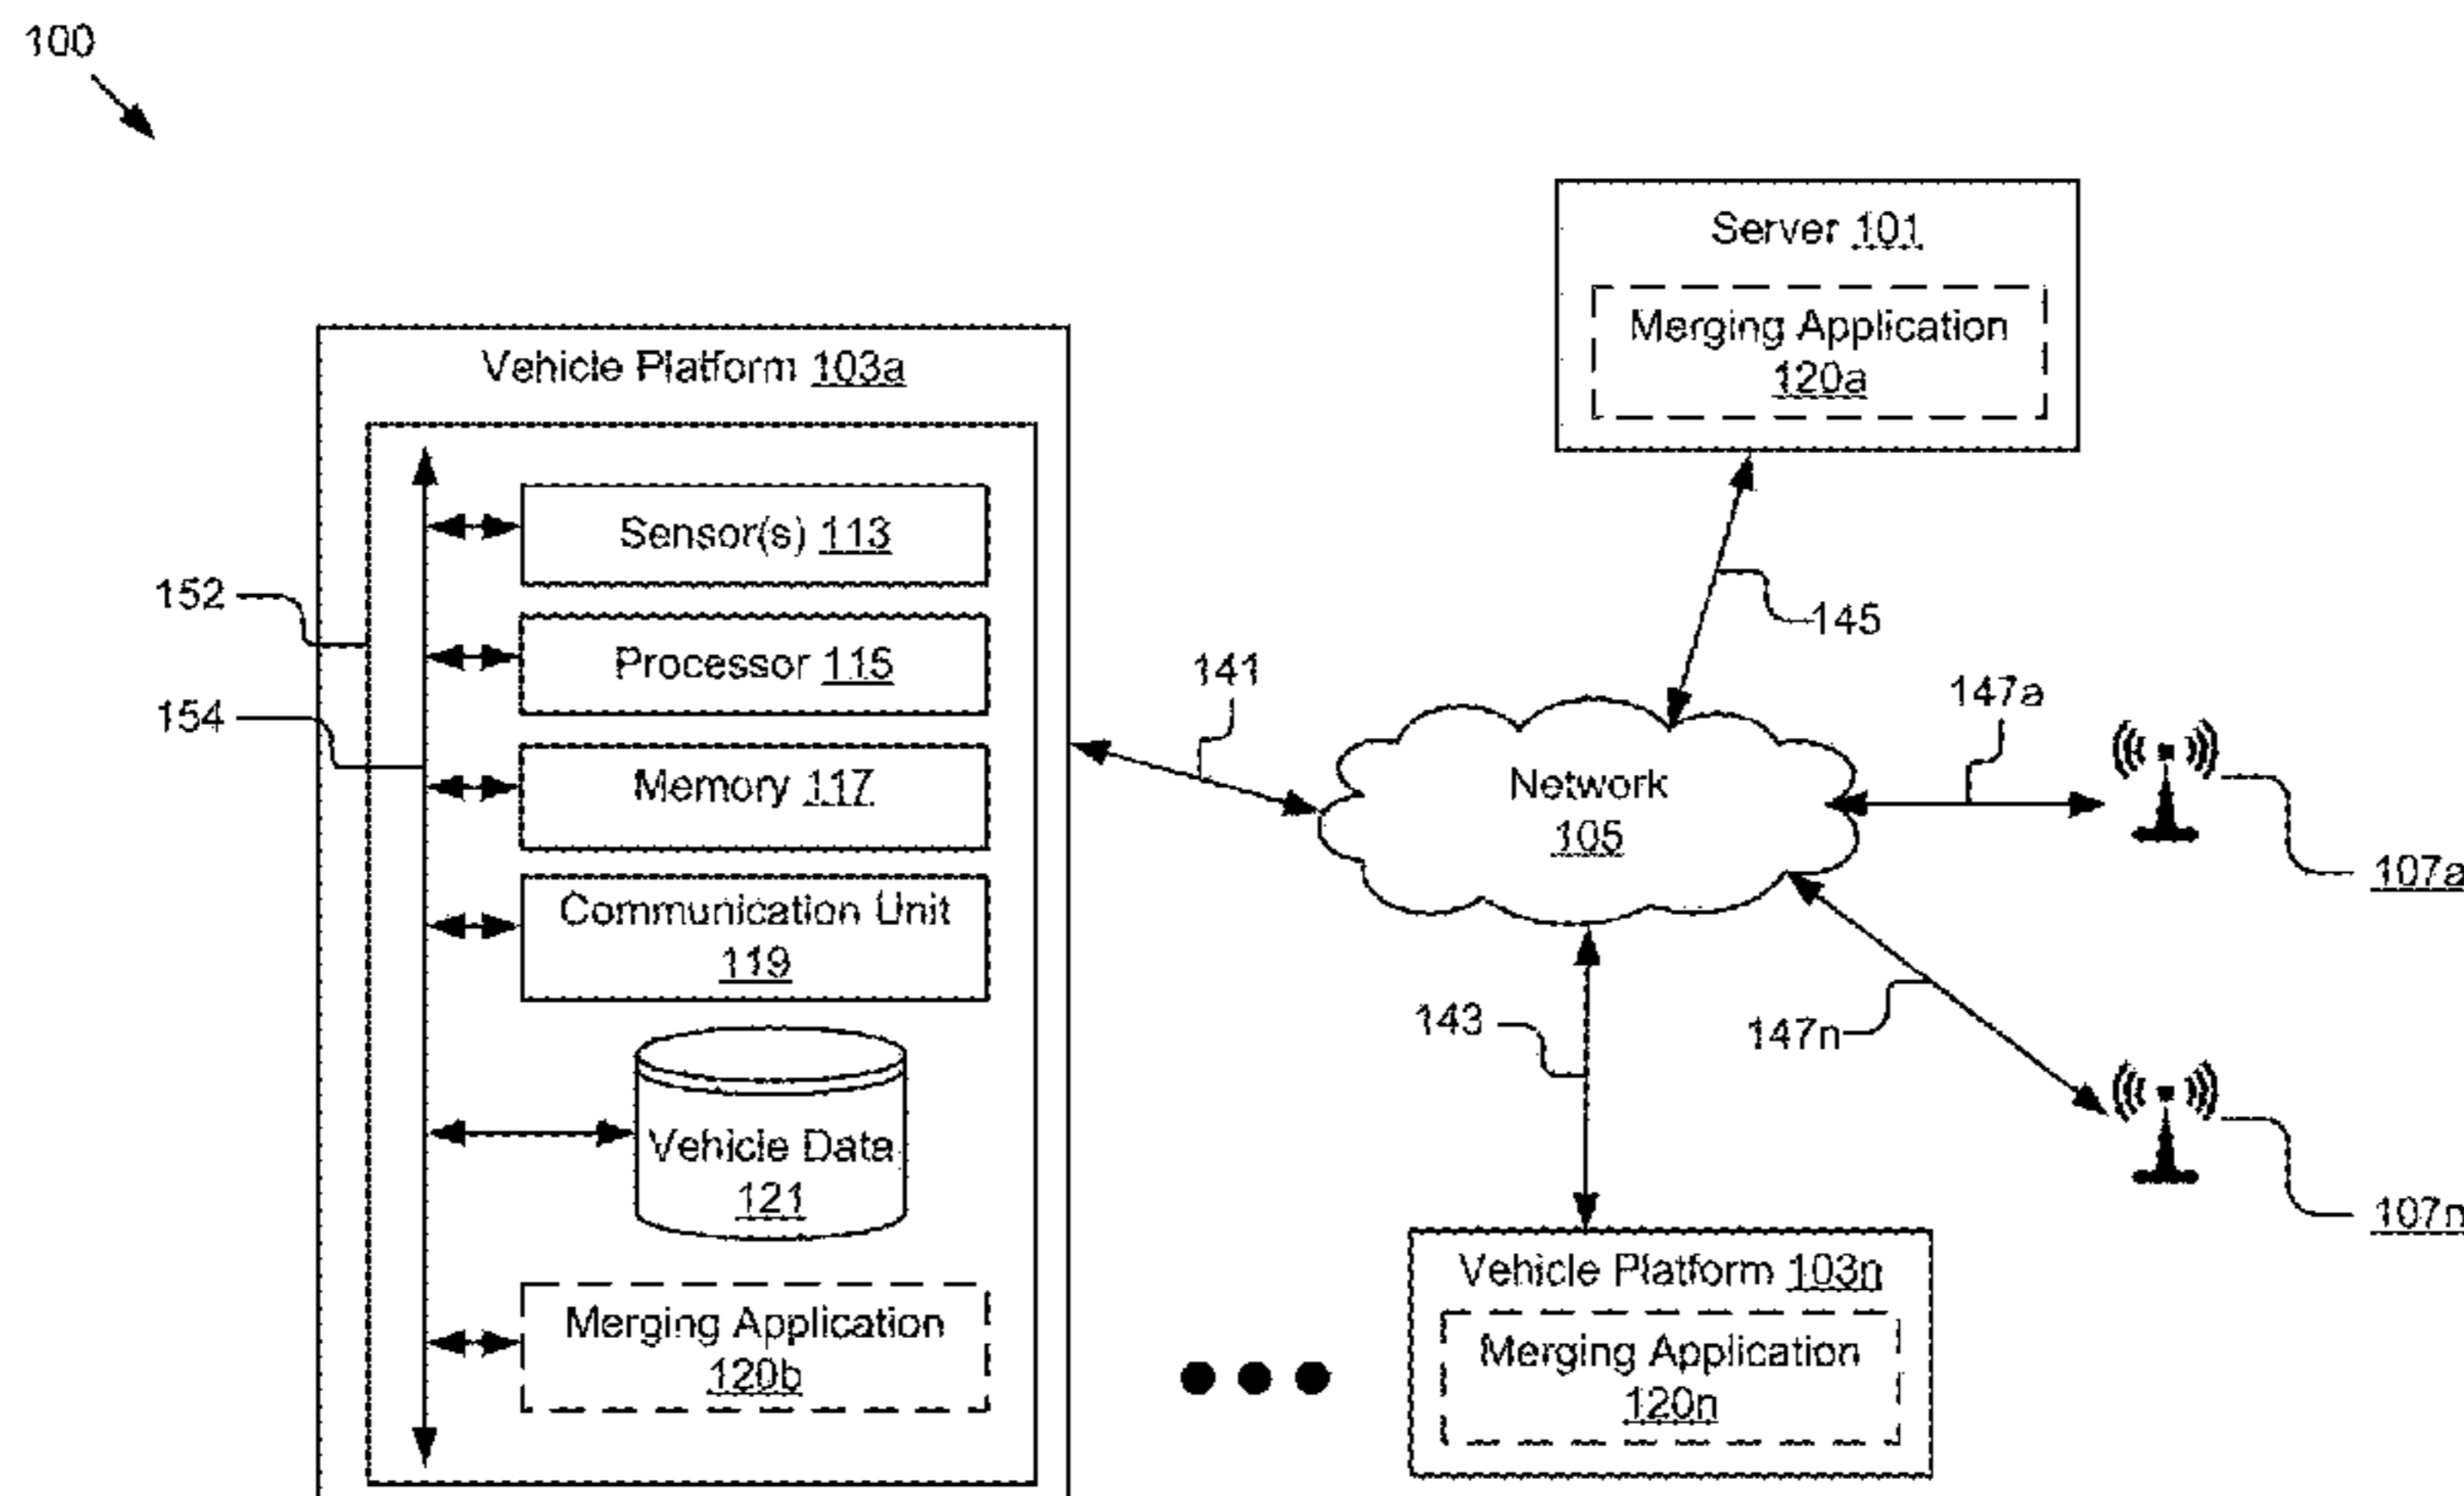 100
Server 101
Merging Application
120a
Vehicle Platform 103a
Sensor(s) 113
152
145
Processor 115
141
147a
154
Memory 117
Network
105
107a
Communication Unit
119
143
147n
Vehicle Data
121
107n
Vehicle Platform 103n
Merging Application
120b
Merging Application
120n